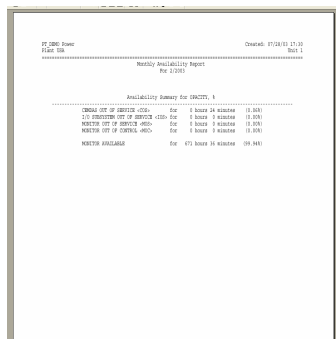 PT_DEMO Power Created: 07/28/03 17:30
Plant USA Unit 1
Monthly Availability Report
For 2/2003
Availability Summary for OPACITY, %
CEMDAS OUT OF SERVICE <COS> for 0 hours 24 minutes (0.06%)
I/O SUBSYSTEM OUT OF SERVICE <IOS> for 0 hours 0 minutes (0.00%)
MONITOR OUT OF SERVICE <MOS> for 0 hours 0 minutes (0.00%)
MONITOR OUT OF CONTROL <MOC> for 0 hours 0 minutes (0.00%)
MONITOR AVAILABLE for 671 hours 36 minutes (99.94%)